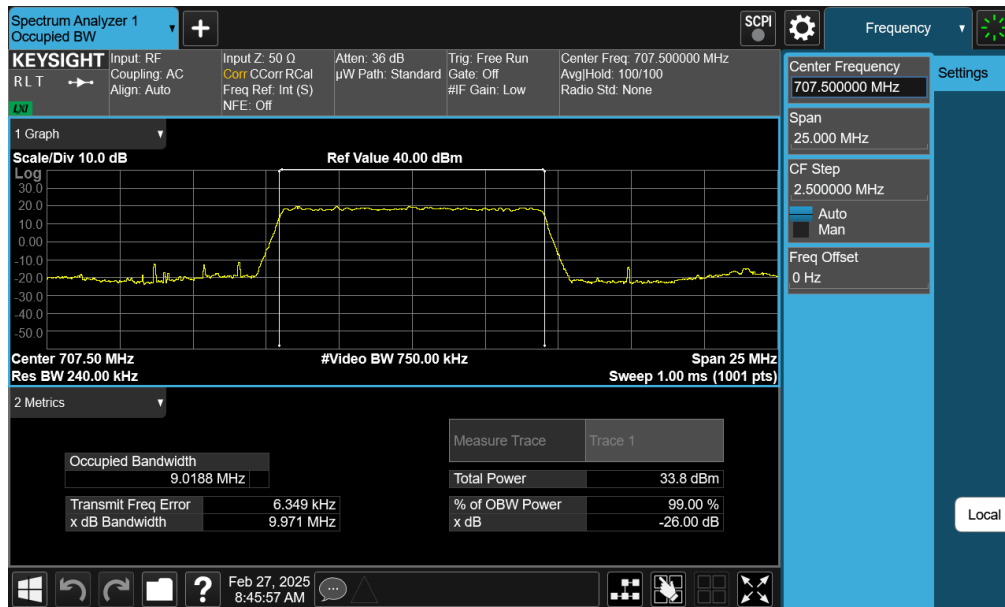 Spectrum Analyzer 1
Occupied BW
+
SCPI
Frequency
KEYSIGHT
R L T
LXI
Input: RF
Coupling: AC
Align: Auto
Input Z: 50 Ω
Corr CCorr RCal
Freq Ref: Int (S)
NFE: Off
Atten: 36 dB
µW Path: Standard
Trig: Free Run
Gate: Off
#IF Gain: Low
Center Freq: 707.500000 MHz
Avg|Hold: 100/100
Radio Std: None
Center Frequency
707.500000 MHz
Settings
Span
25.000 MHz
CF Step
2.500000 MHz
Auto
Man
Freq Offset
0 Hz
Local
1 Graph
Scale/Div 10.0 dB
Ref Value 40.00 dBm
Log
30.0
20.0
10.0
0.00
-10.0
-20.0
-30.0
-40.0
-50.0
Center 707.50 MHz
#Video BW 750.00 kHz
Span 25 MHz
Res BW 240.00 kHz
Sweep 1.00 ms (1001 pts)
2 Metrics
Measure Trace
Trace 1
Occupied Bandwidth
9.0188 MHz
Total Power
33.8 dBm
Transmit Freq Error
6.349 kHz
% of OBW Power
99.00 %
x dB Bandwidth
9.971 MHz
x dB
-26.00 dB
?
Feb 27, 2025
8:45:57 AM